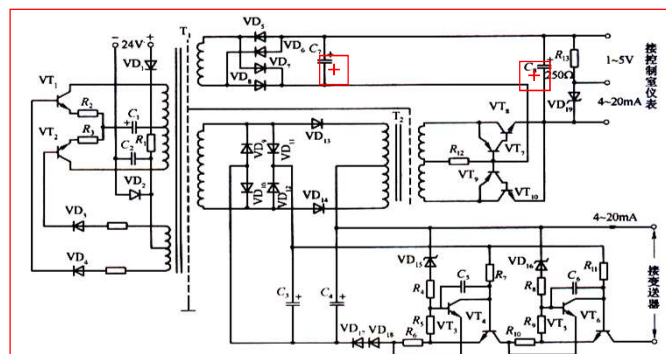 − 24V +
VD₁
VT₁
R₂
C₁
R₃
R₁
VT₂
C₂
VD₂
VD₃
VD₄
T₁
VD₅
VD₆
VD₇
VD₈
C₇
R₁₃
250Ω
VD₁₉
1~5V
4~20mA
接控制室仪表
T₂
VD₉
VD₁₁
VD₁₃
VD₁₀
VD₁₂
VD₁₄
VT₈
VT₇
R₁₂
VT₉
VT₁₀
4~20mA
接变送器
VD₁₅
C₅
R₇
VD₁₆
R₁₁
R₄
R₈
C₆
C₃
C₄
R₅
VT₃
VT₄
R₉
VT₅
VT₆
VD₁₇
VD₁₈
R₆
R₁₀